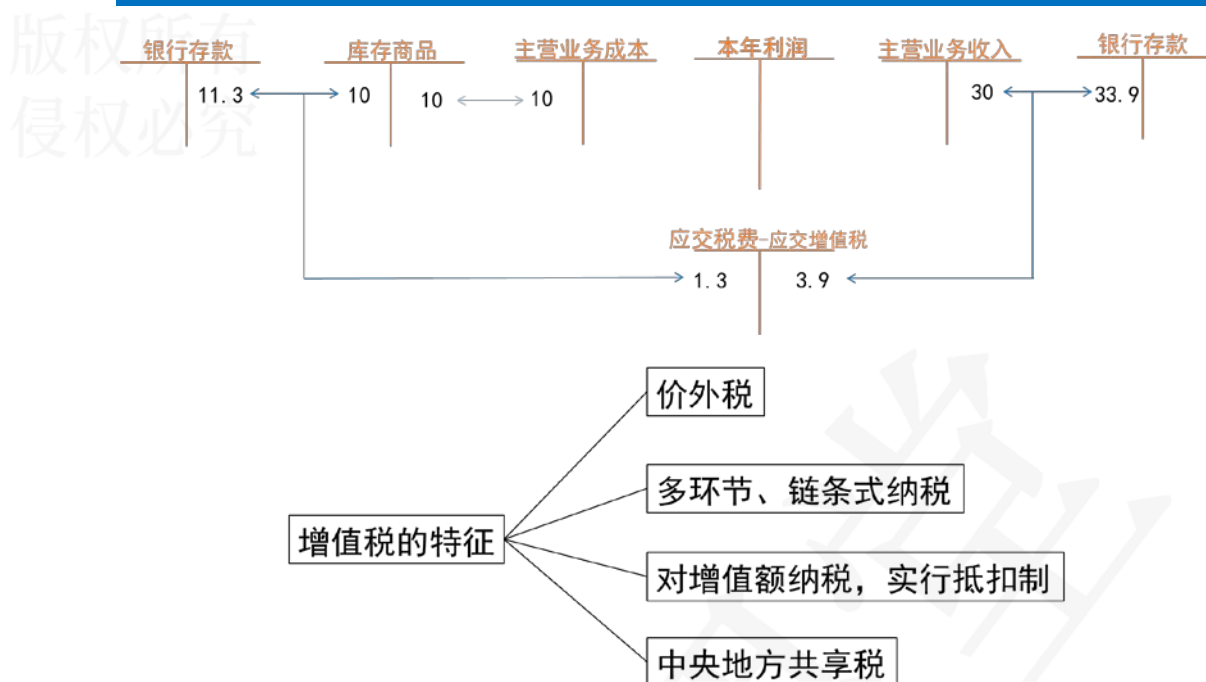 版权所有
侵权必究
银行存款 库存商品 主营业务成本 本年利润 主营业务收入 银行存款
11.3 10 10 10 30 33.9
应交税费-应交增值税
1.3 3.9
价外税
多环节、链条式纳税
增值税的特征
对增值额纳税，实行抵扣制
中央地方共享税